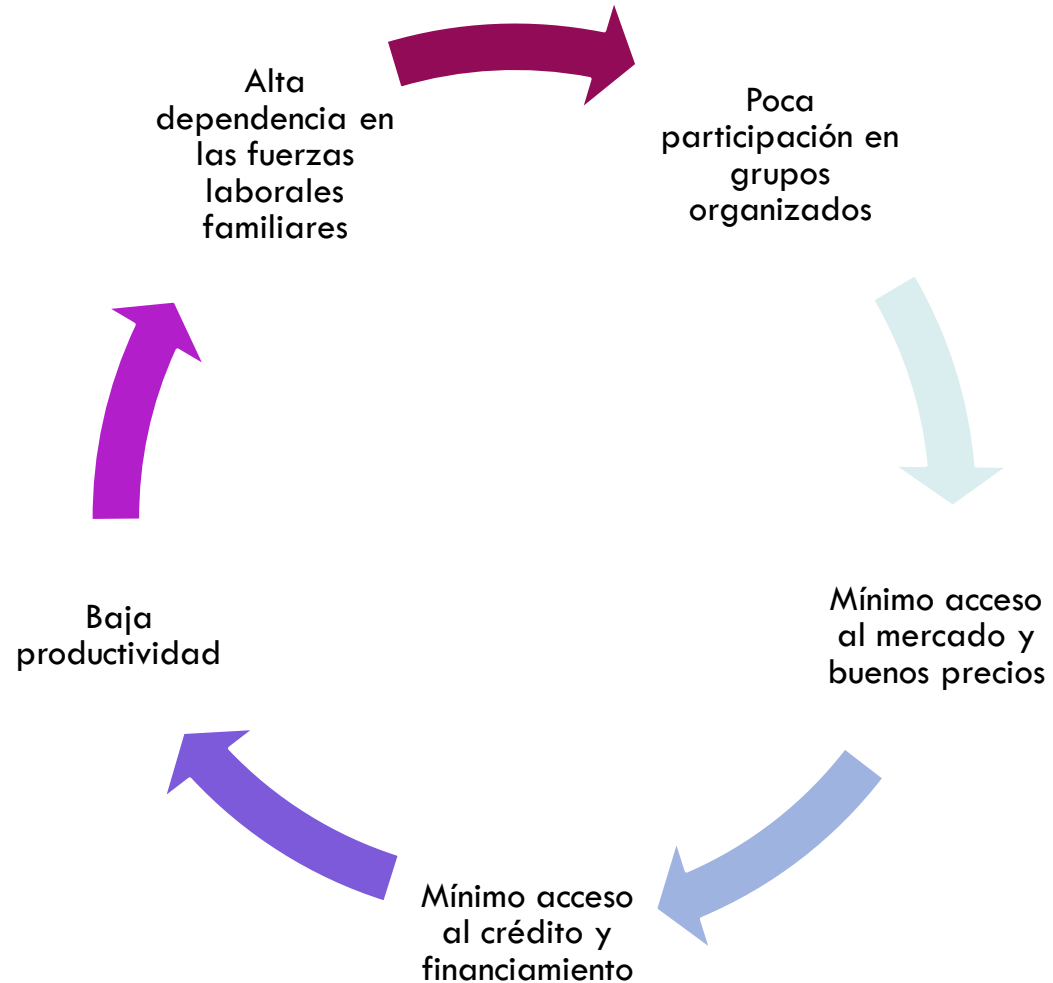 Alta
dependencia en
las fuerzas
laborales
familiares
Poca
participación en
grupos
organizados
Mínimo acceso
al mercado y
buenos precios
Mínimo acceso
al crédito y
financiamiento
Baja
productividad